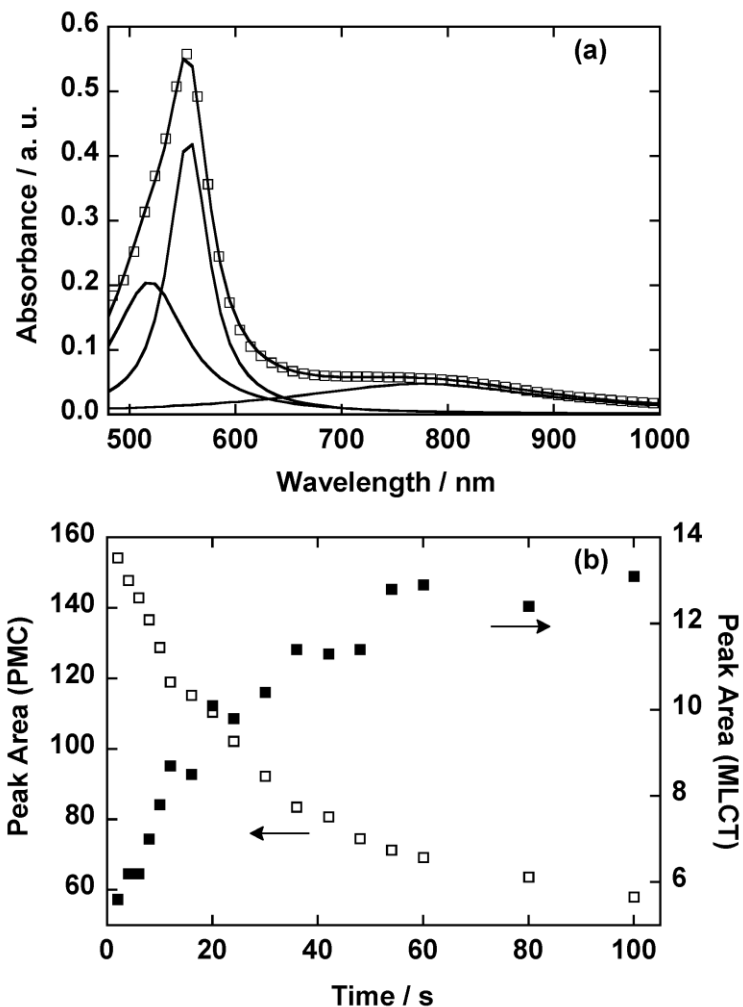 (a)
Absorbance / a. u.
0.6
0.5
0.4
0.3
0.2
0.1
0.0
500 600 700 800 900 1000
Wavelength / nm
(b)
Peak Area (PMC)
160
140
120
100
80
60
14
12
10
8
6
Peak Area (MLCT)
0 20 40 60 80 100
Time / s